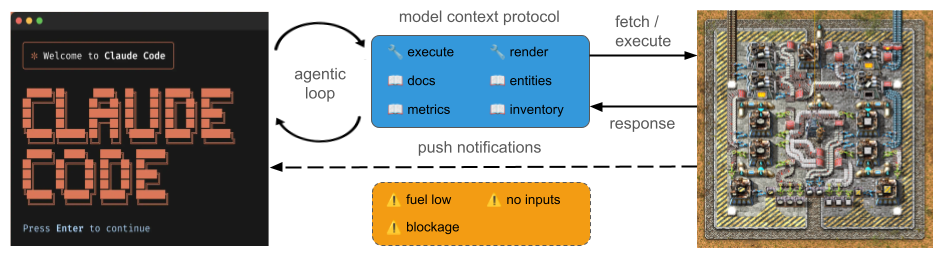 ✻ Welcome to Claude Code
CLAUDE
CODE
Press Enter to continue
agentic
loop
model context protocol
🔧 execute
🔧 render
📖 docs
📖 entities
📖 metrics
📖 inventory
fetch /
execute
response
push notifications
⚠️ fuel low
⚠️ no inputs
⚠️ blockage